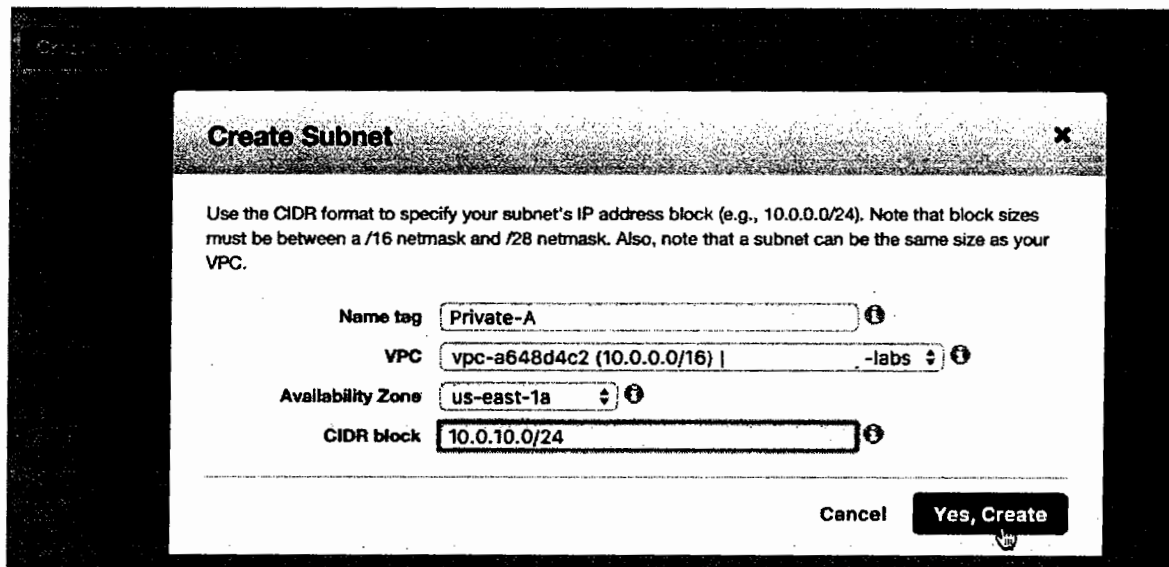 Create Subnet
Use the CIDR format to specify your subnet's IP address block (e.g., 10.0.0.0/24). Note that block sizes
must be between a /16 netmask and /28 netmask. Also, note that a subnet can be the same size as your
VPC.
Name tag Private-A
VPC vpc-a648d4c2 (10.0.0.0/16) | -labs
Availability Zone us-east-1a
CIDR block 10.0.10.0/24
Cancel Yes, Create